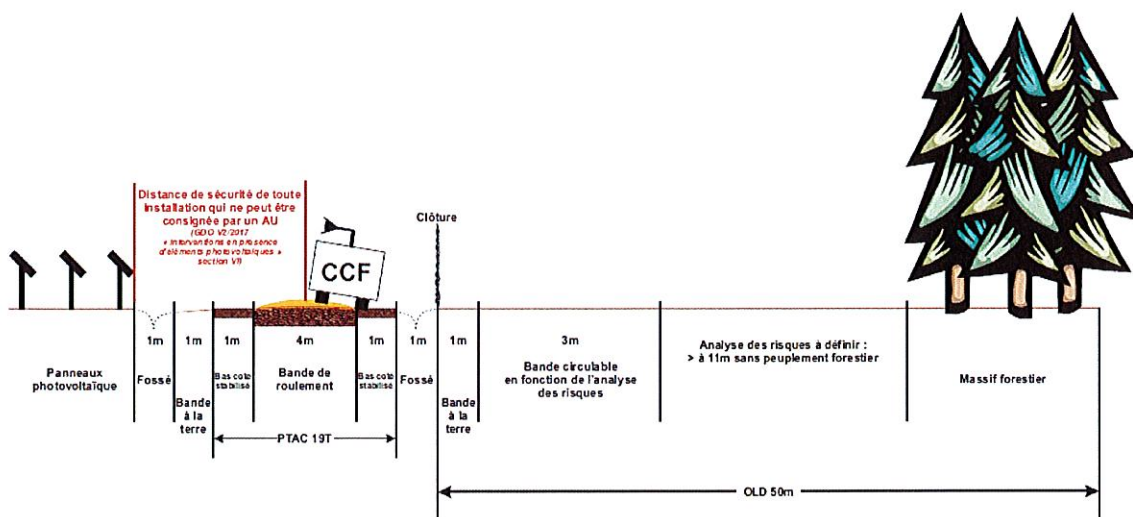 Distance de sécurité de toute
installation qui ne peut être
consignée par un AU
(GDO V2/2017
« Interventions en présence
d'éléments photovoltaïques »
section VI)
CCF
Clôture
1m
1m
1m
4m
1m
1m
1m
3m
Analyse des risques à définir :
> à 11m sans peuplement forestier
Panneaux
photovoltaïque
Fossé
Bande
à la
terre
Bas coté
stabilisé
Bande de
roulement
Bas coté
stabilisé
Fossé
Bande
à la
terre
Bande circulable
en fonction de l'analyse
des risques
Massif forestier
PTAC 19T
OLD 50m